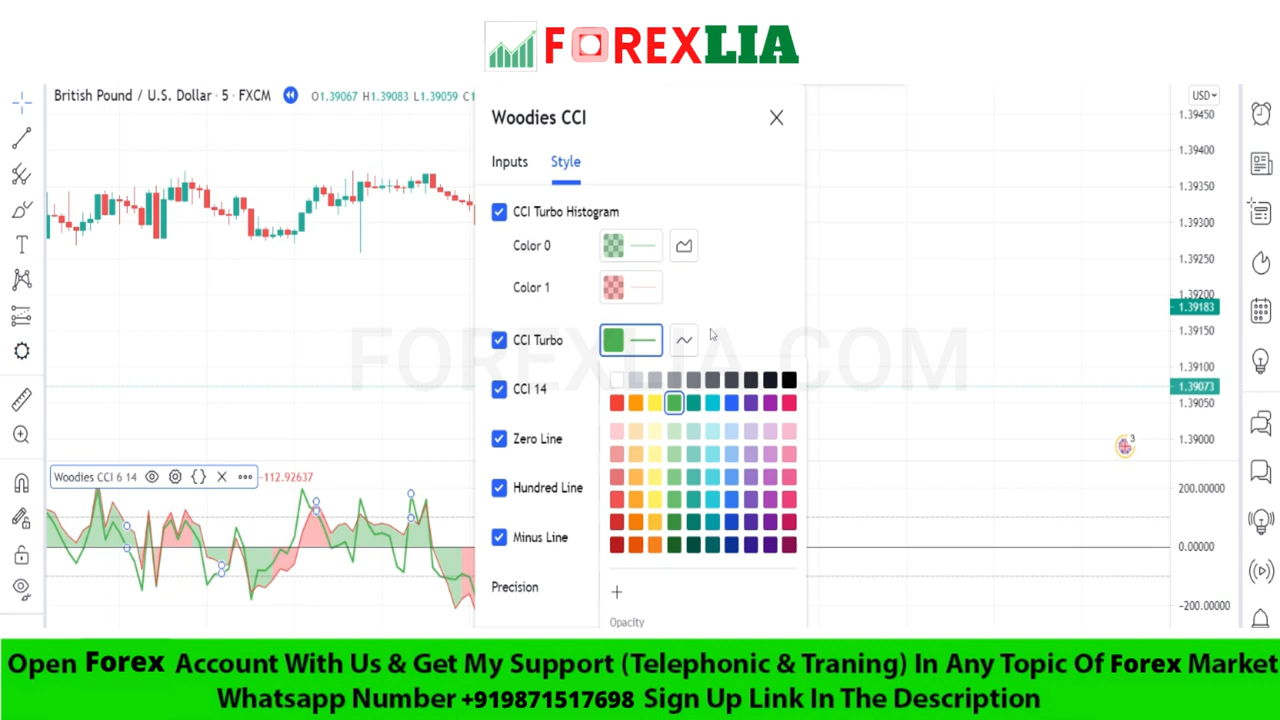 FOREXLIA
British Pound / U.S. Dollar · 5 · FXCM O1.39067 H1.39083 L1.39059 C1
USD
1.39450
1.39400
1.39350
1.39300
1.39250
1.39200
1.39183
1.39150
1.39100
1.39073
1.39050
1.39000
Woodies CCI
Inputs Style
CCI Turbo Histogram
Color 0
Color 1
CCI Turbo
CCI 14
Zero Line
Hundred Line
Minus Line
Precision
Opacity
FOREXLIA.COM
3
Woodies CCI 6 14 -112.92637
200.00000
0.00000
-200.00000
Open Forex Account With Us & Get My Support (Telephonic & Traning) In Any Topic Of Forex Market
Whatsapp Number +919871517698 Sign Up Link In The Description